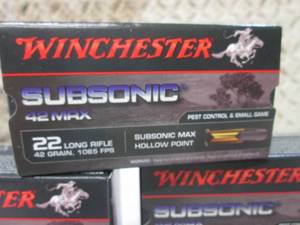 WINCHESTER
SUBSONIC
42 MAX
PEST CONTROL & SMALL GAME
22 LONG RIFLE
42 GRAIN, 1065 FPS
SUBSONIC MAX
HOLLOW POINT
WINCHESTER
WINCHESTER
SUBSONIC